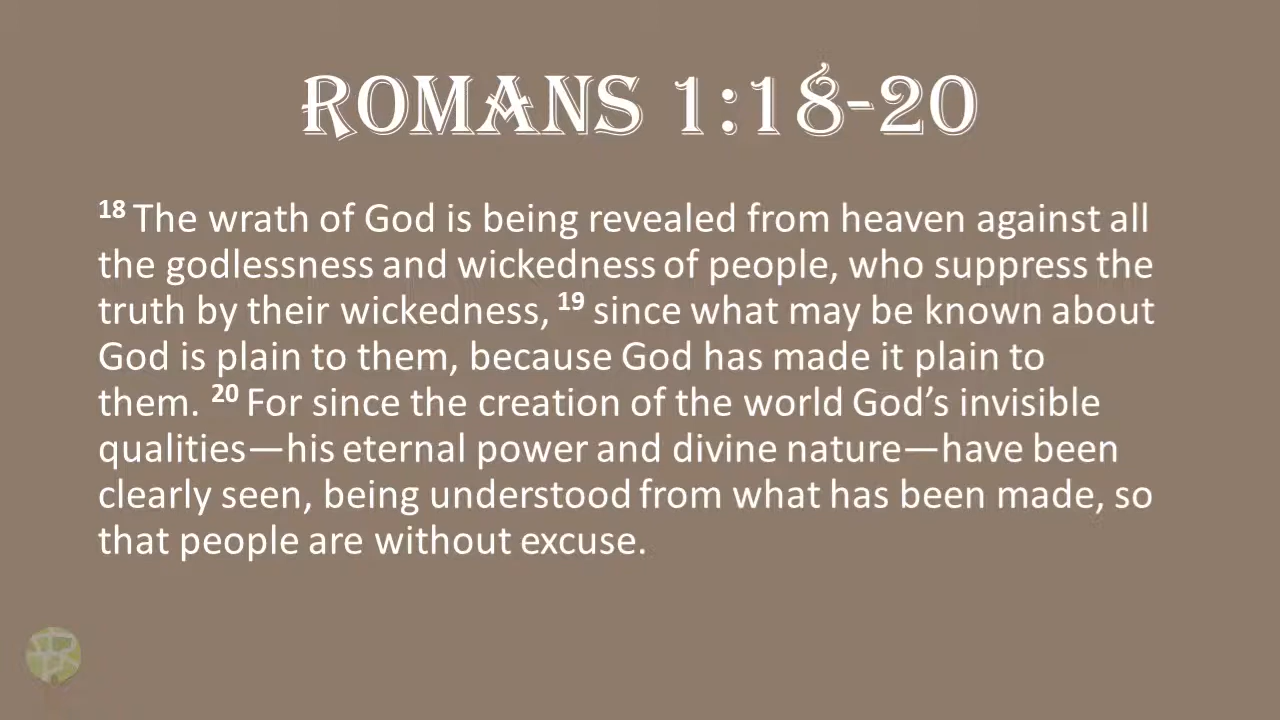 ROMANS 1:18-20
18 The wrath of God is being revealed from heaven against all
the godlessness and wickedness of people, who suppress the
truth by their wickedness, 19 since what may be known about
God is plain to them, because God has made it plain to
them. 20 For since the creation of the world God’s invisible
qualities—his eternal power and divine nature—have been
clearly seen, being understood from what has been made, so
that people are without excuse.